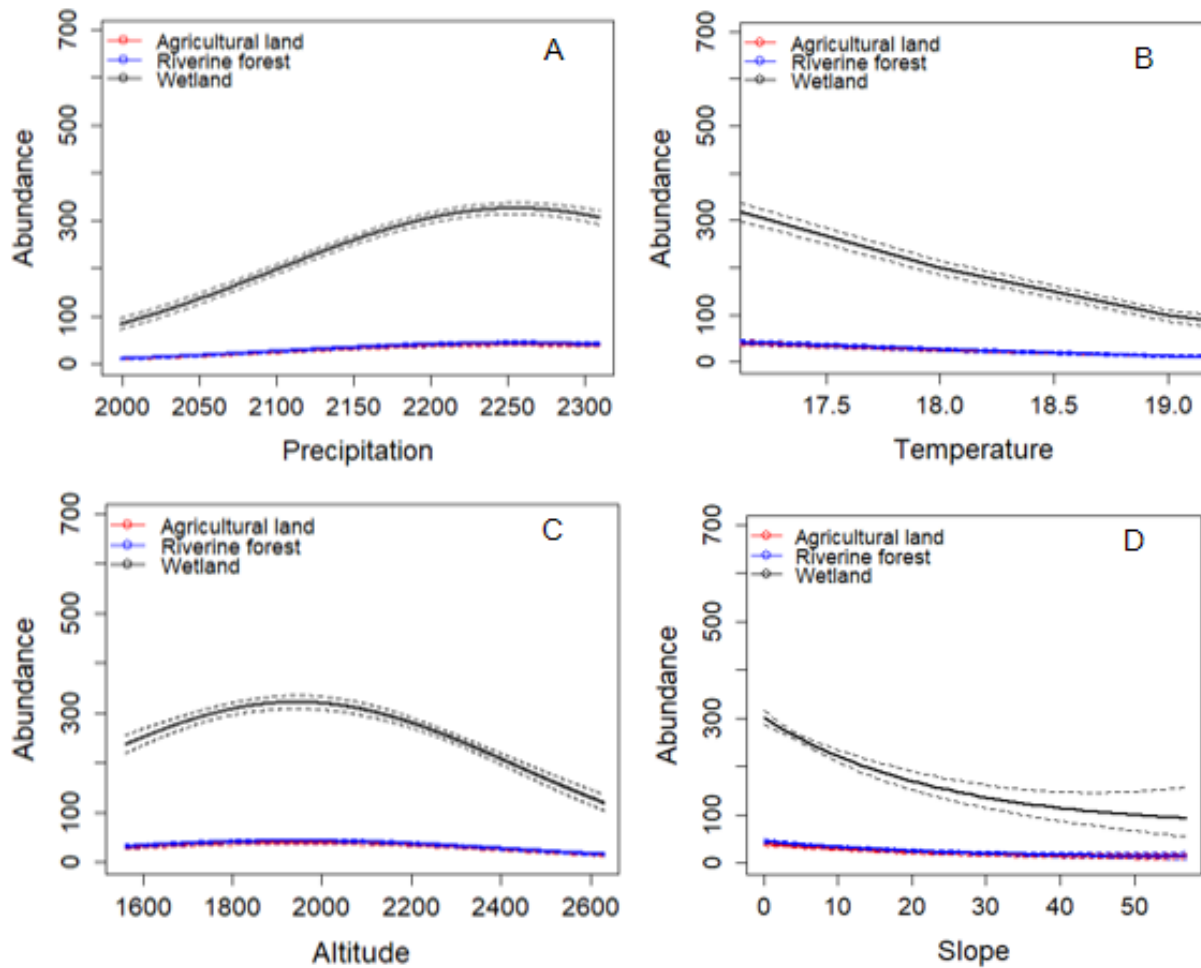 A
Agricultural land
Riverine forest
Wetland
Abundance
0 100 300 500 700
2000 2050 2100 2150 2200 2250 2300
Precipitation
B
Agricultural land
Riverine forest
Wetland
Abundance
0 100 300 500 700
17.5 18.0 18.5 19.0
Temperature
C
Agricultural land
Riverine forest
Wetland
Abundance
0 100 300 500 700
1600 1800 2000 2200 2400 2600
Altitude
D
Agricultural land
Riverine forest
Wetland
Abundance
0 100 300 500 700
0 10 20 30 40 50
Slope